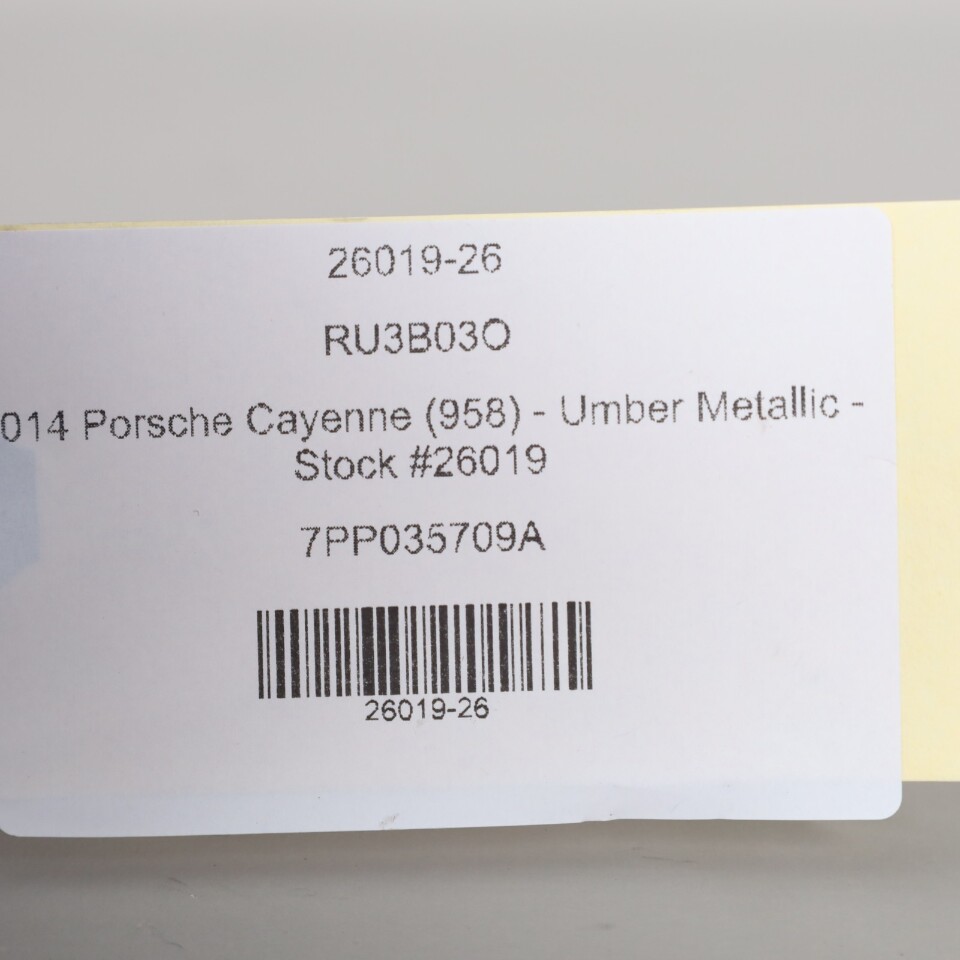 26019-26
RU3B03O
014 Porsche Cayenne (958) - Umber Metallic -
Stock #26019
7PP035709A
26019-26